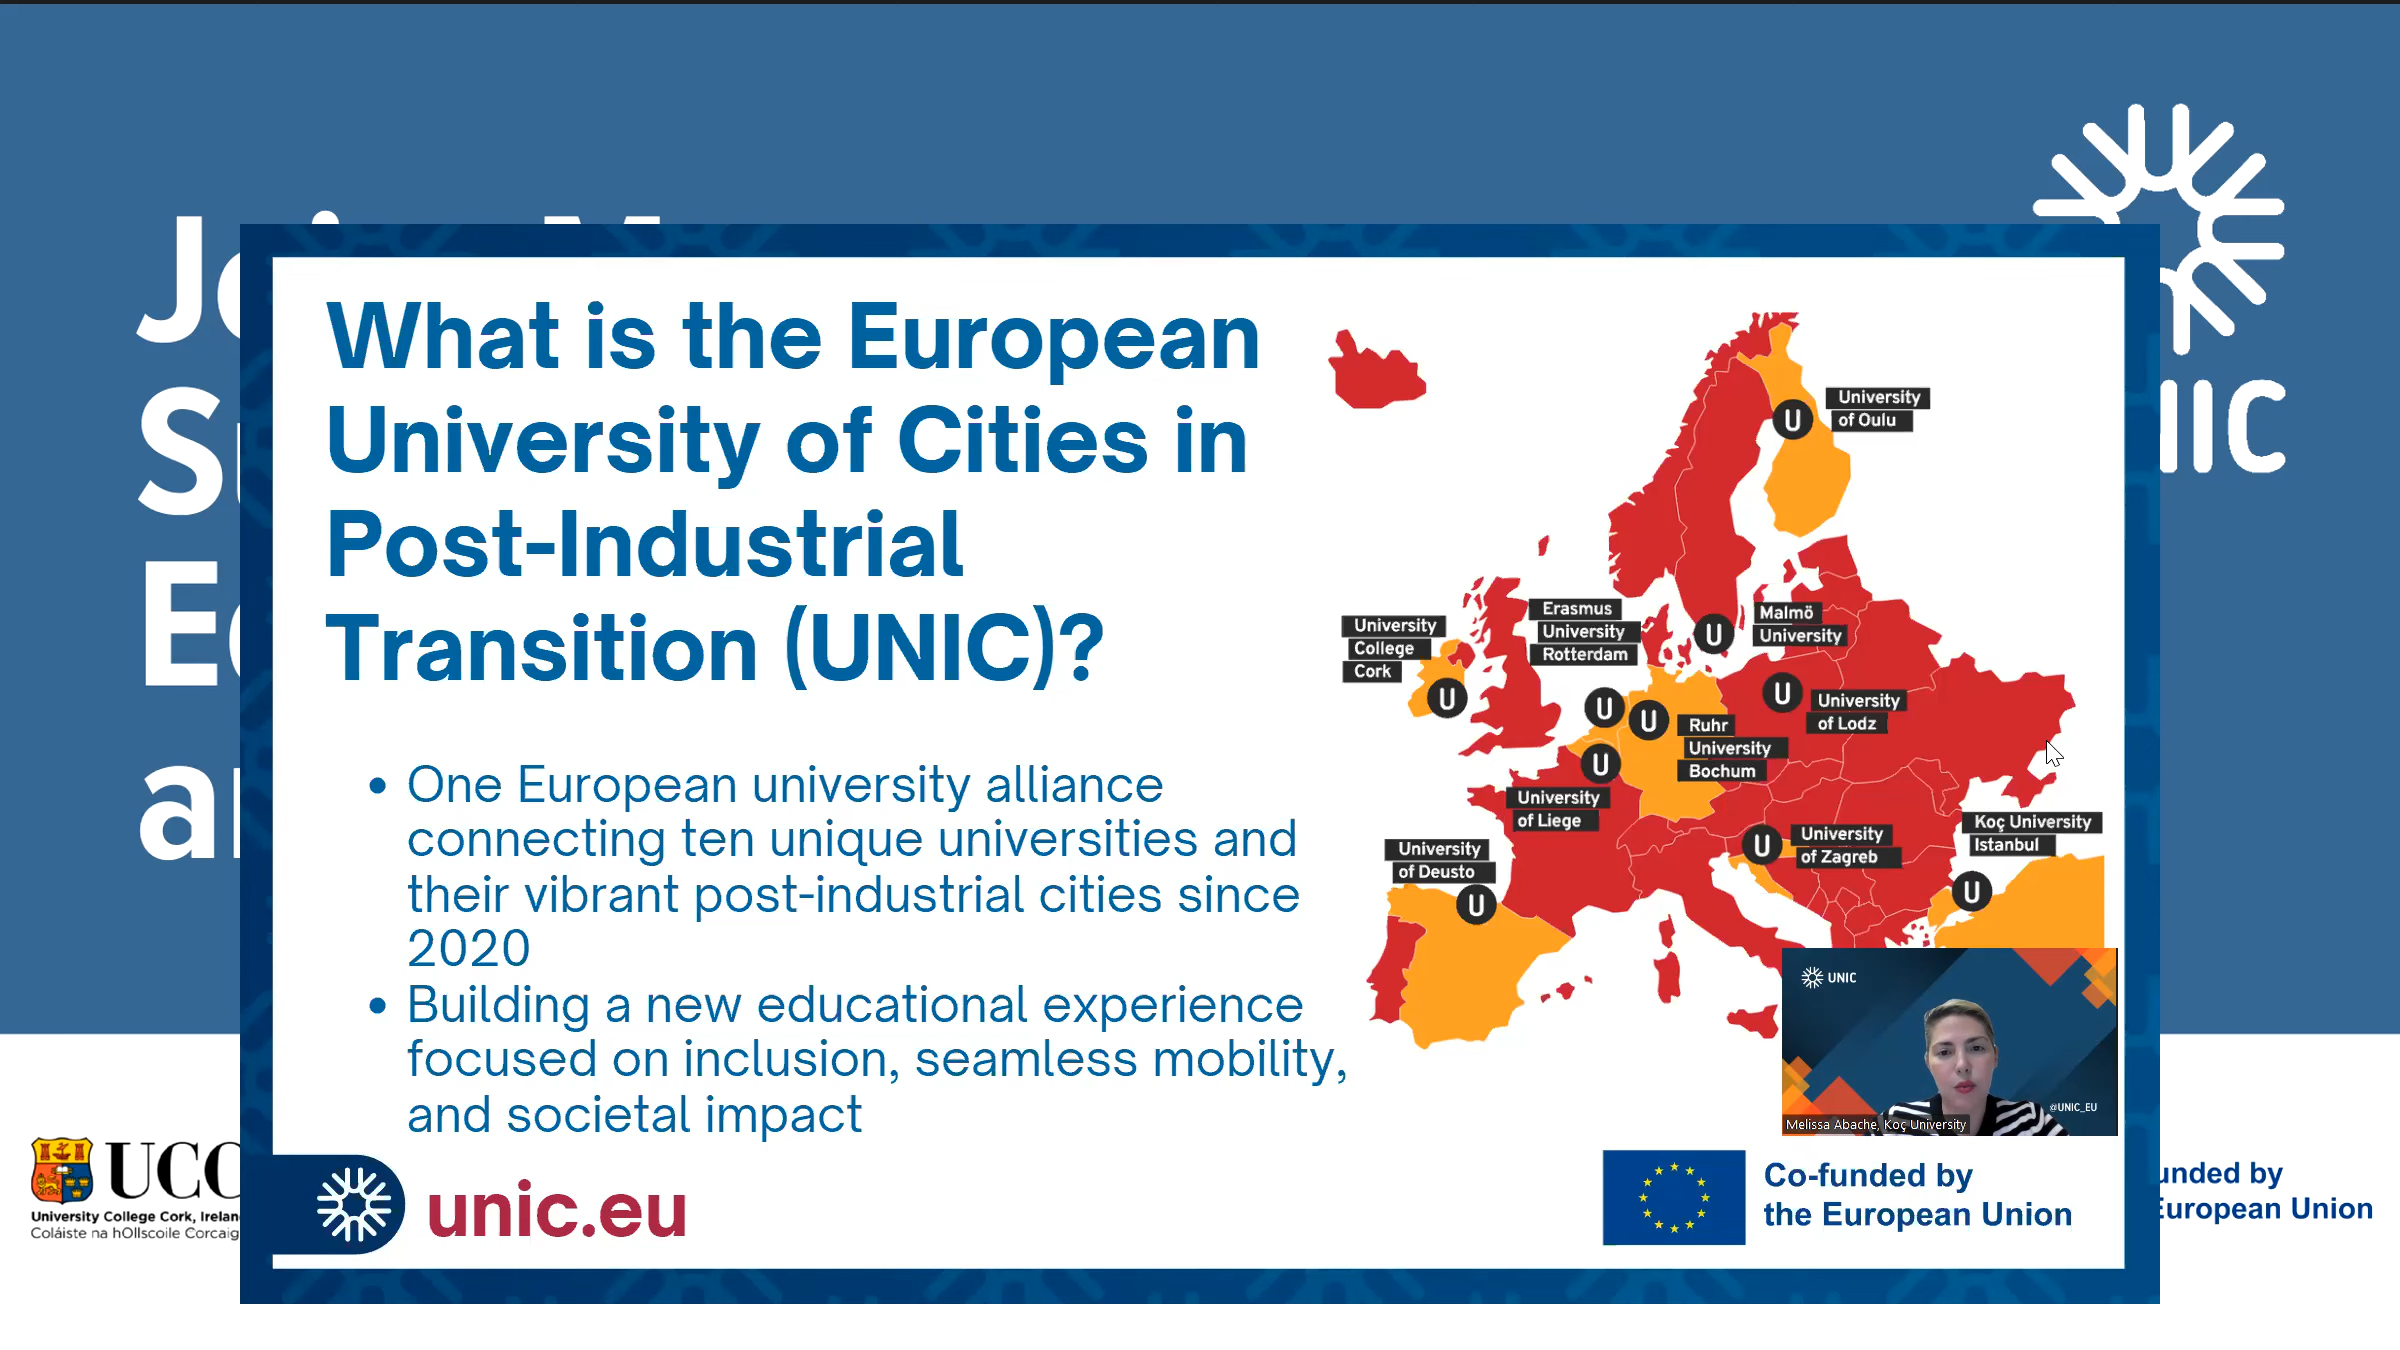 What is the European
University of Cities in
Post-Industrial
Transition (UNIC)?
• One European university alliance
connecting ten unique universities and
their vibrant post-industrial cities since
2020
• Building a new educational experience
focused on inclusion, seamless mobility,
and societal impact
unic.eu
University
of Oulu
Erasmus
University
Rotterdam
Malmö
University
University
College
Cork
U
U
U
U
U
U
U
U
U
U
Ruhr
University
Bochum
University
of Lodz
University
of Liege
University
of Deusto
University
of Zagreb
Koç University
Istanbul
UNIC
@UNIC_EU
Melissa Abache, Koç University
Co-funded by
the European Union
UCC
University College Cork, Irelan
Coláiste na hOllscoile Corcaig
unded by
European Union